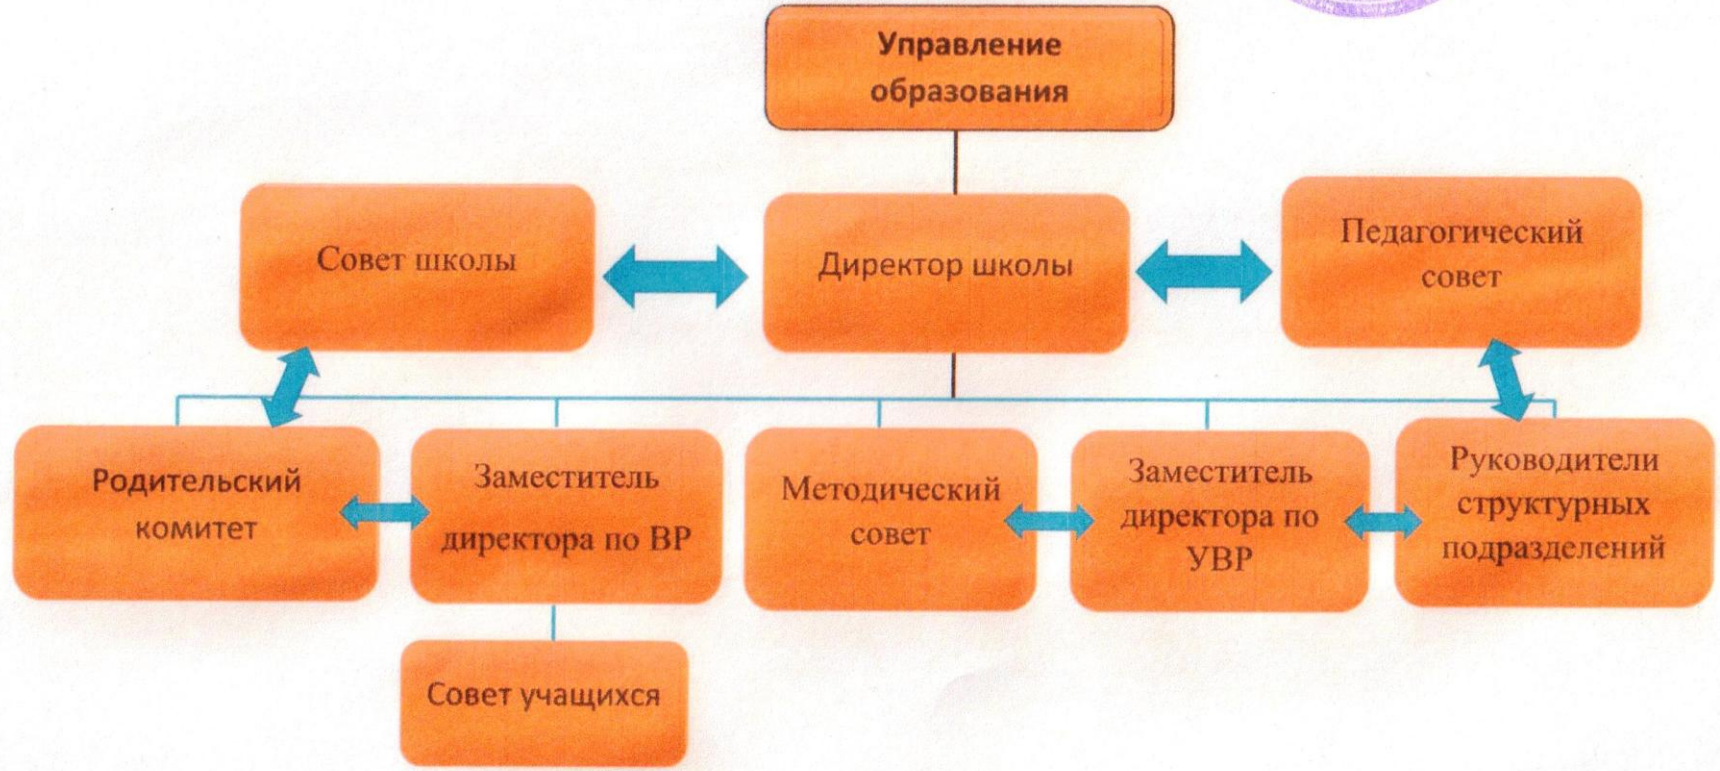 Управление
образования
Совет школы
Директор школы
Педагогический
совет
Родительский
комитет
Заместитель
директора по ВР
Методический
совет
Заместитель
директора по
УВР
Руководители
структурных
подразделений
Совет учащихся